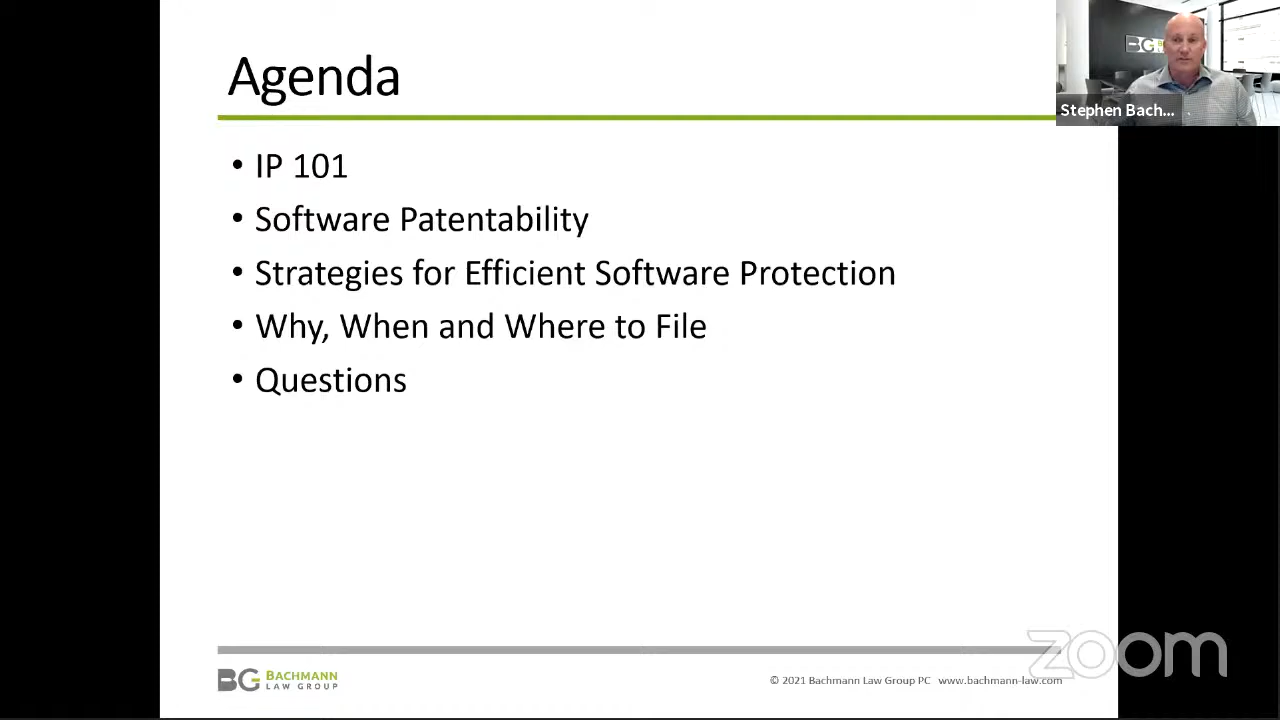 Agenda
BG
Stephen Bach...
• IP 101
• Software Patentability
• Strategies for Efficient Software Protection
• Why, When and Where to File
• Questions
zoom
BG BACHMANN
LAW GROUP
© 2021 Bachmann Law Group PC www.bachmann-law.com